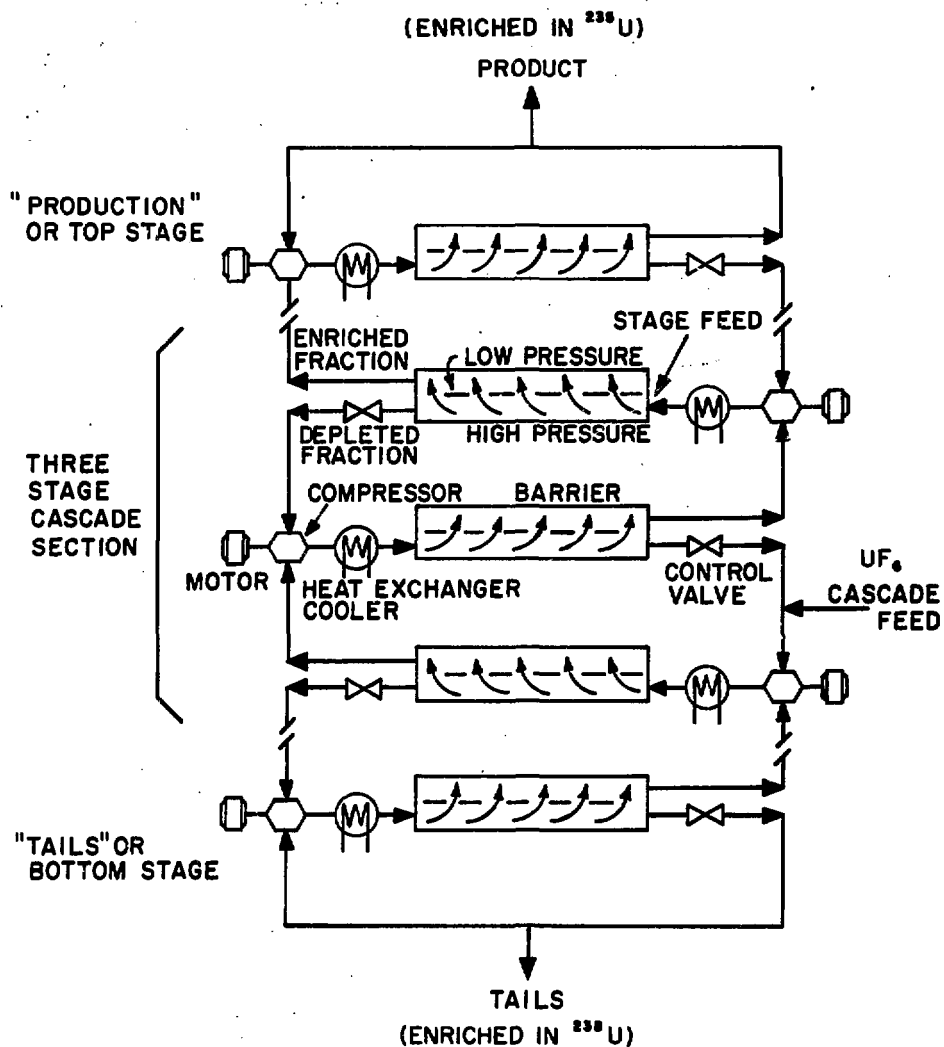 (ENRICHED IN ²³⁵U)
PRODUCT
"PRODUCTION"
OR TOP STAGE
STAGE FEED
ENRICHED
FRACTION
LOW PRESSURE
HIGH PRESSURE
DEPLETED
FRACTION
THREE
STAGE
CASCADE
SECTION
COMPRESSOR
BARRIER
MOTOR
HEAT EXCHANGER
COOLER
CONTROL
VALVE
UF₆
CASCADE
FEED
"TAILS" OR
BOTTOM STAGE
TAILS
(ENRICHED IN ²³⁸U)